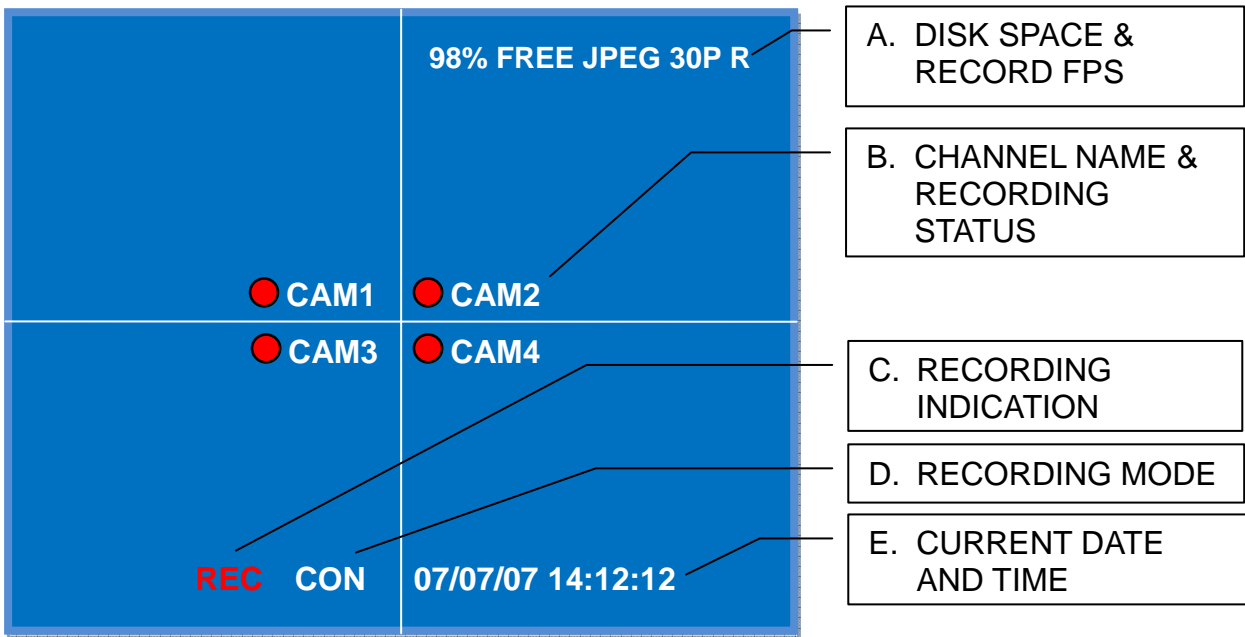 98% FREE JPEG 30P R
CAM1
CAM2
CAM3
CAM4
REC CON 07/07/07 14:12:12
A. DISK SPACE &
RECORD FPS
B. CHANNEL NAME &
RECORDING
STATUS
C. RECORDING
INDICATION
D. RECORDING MODE
E. CURRENT DATE
AND TIME